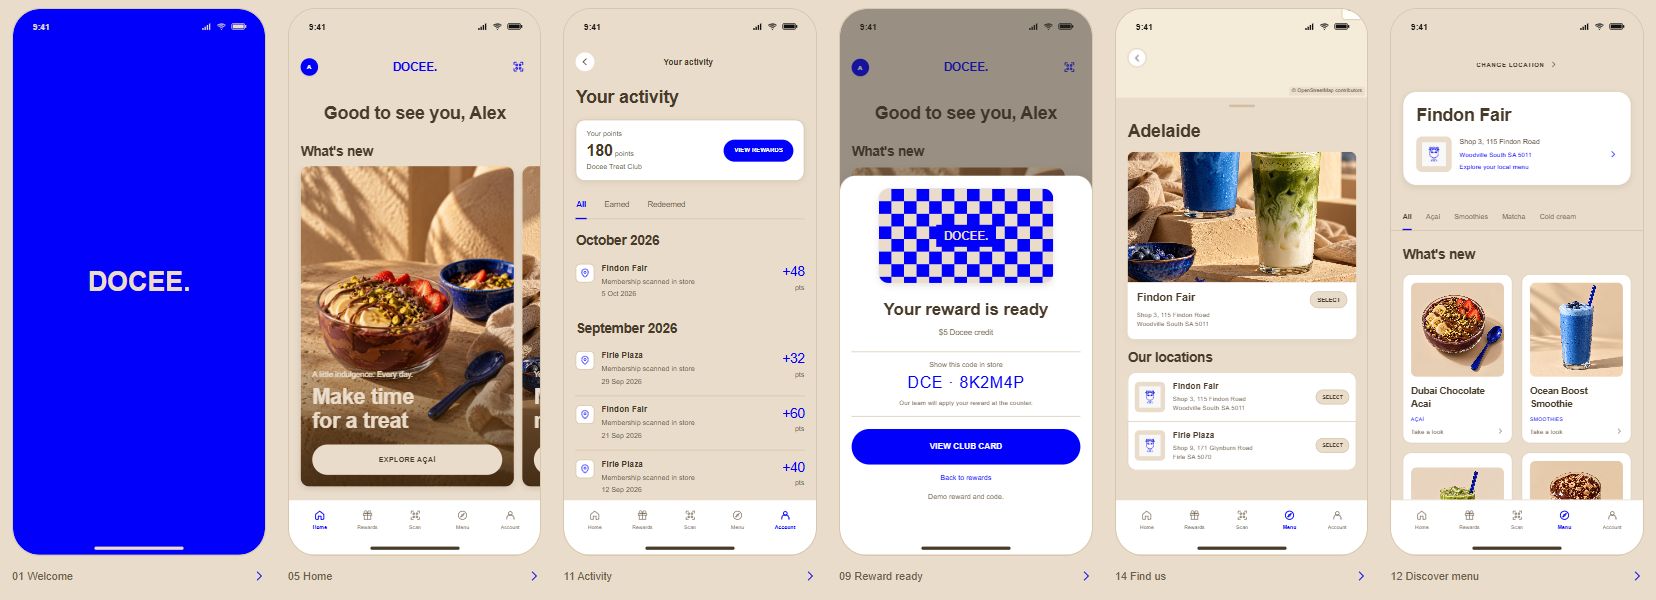 9:41
DOCEE.
01 Welcome
9:41
A
DOCEE.
Good to see you, Alex
What's new
A little indulgence. Every day.
Make time
for a treat
EXPLORE AÇAÍ
Home
Rewards
Scan
Menu
Account
05 Home
9:41
Your activity
Your activity
Your points
180 points
Docee Treat Club
VIEW REWARDS
All
Earned
Redeemed
October 2026
Findon Fair
Membership scanned in store
5 Oct 2026
+48
pts
September 2026
Firle Plaza
Membership scanned in store
29 Sep 2026
+32
pts
Findon Fair
Membership scanned in store
21 Sep 2026
+60
pts
Firle Plaza
Membership scanned in store
12 Sep 2026
+40
pts
Home
Rewards
Scan
Menu
Account
11 Activity
9:41
A
DOCEE.
Good to see you, Alex
What's new
DOCEE.
Your reward is ready
$5 Docee credit
Show this code in store
DCE · 8K2M4P
Our team will apply your reward at the counter.
VIEW CLUB CARD
Back to rewards
Demo reward and code.
09 Reward ready
9:41
© OpenStreetMap contributors
Adelaide
Findon Fair
Shop 3, 115 Findon Road
Woodville South SA 5011
SELECT
Our locations
Findon Fair
Shop 3, 115 Findon Road
Woodville South SA 5011
SELECT
Firle Plaza
Shop 9, 171 Glynburn Road
Firle SA 5070
SELECT
Home
Rewards
Scan
Menu
Account
14 Find us
9:41
CHANGE LOCATION
Findon Fair
Shop 3, 115 Findon Road
Woodville South SA 5011
Explore your local menu
All
Açaí
Smoothies
Matcha
Cold cream
What's new
Dubai Chocolate
Acai
AÇAÍ
Take a look
Ocean Boost
Smoothie
SMOOTHIES
Take a look
Home
Rewards
Scan
Menu
Account
12 Discover menu